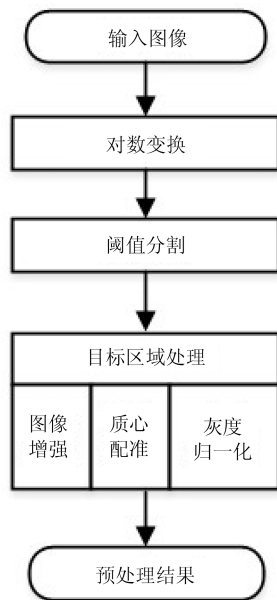 输入图像
对数变换
阈值分割
目标区域处理
图像
增强
质心
配准
灰度
归一化
预处理结果